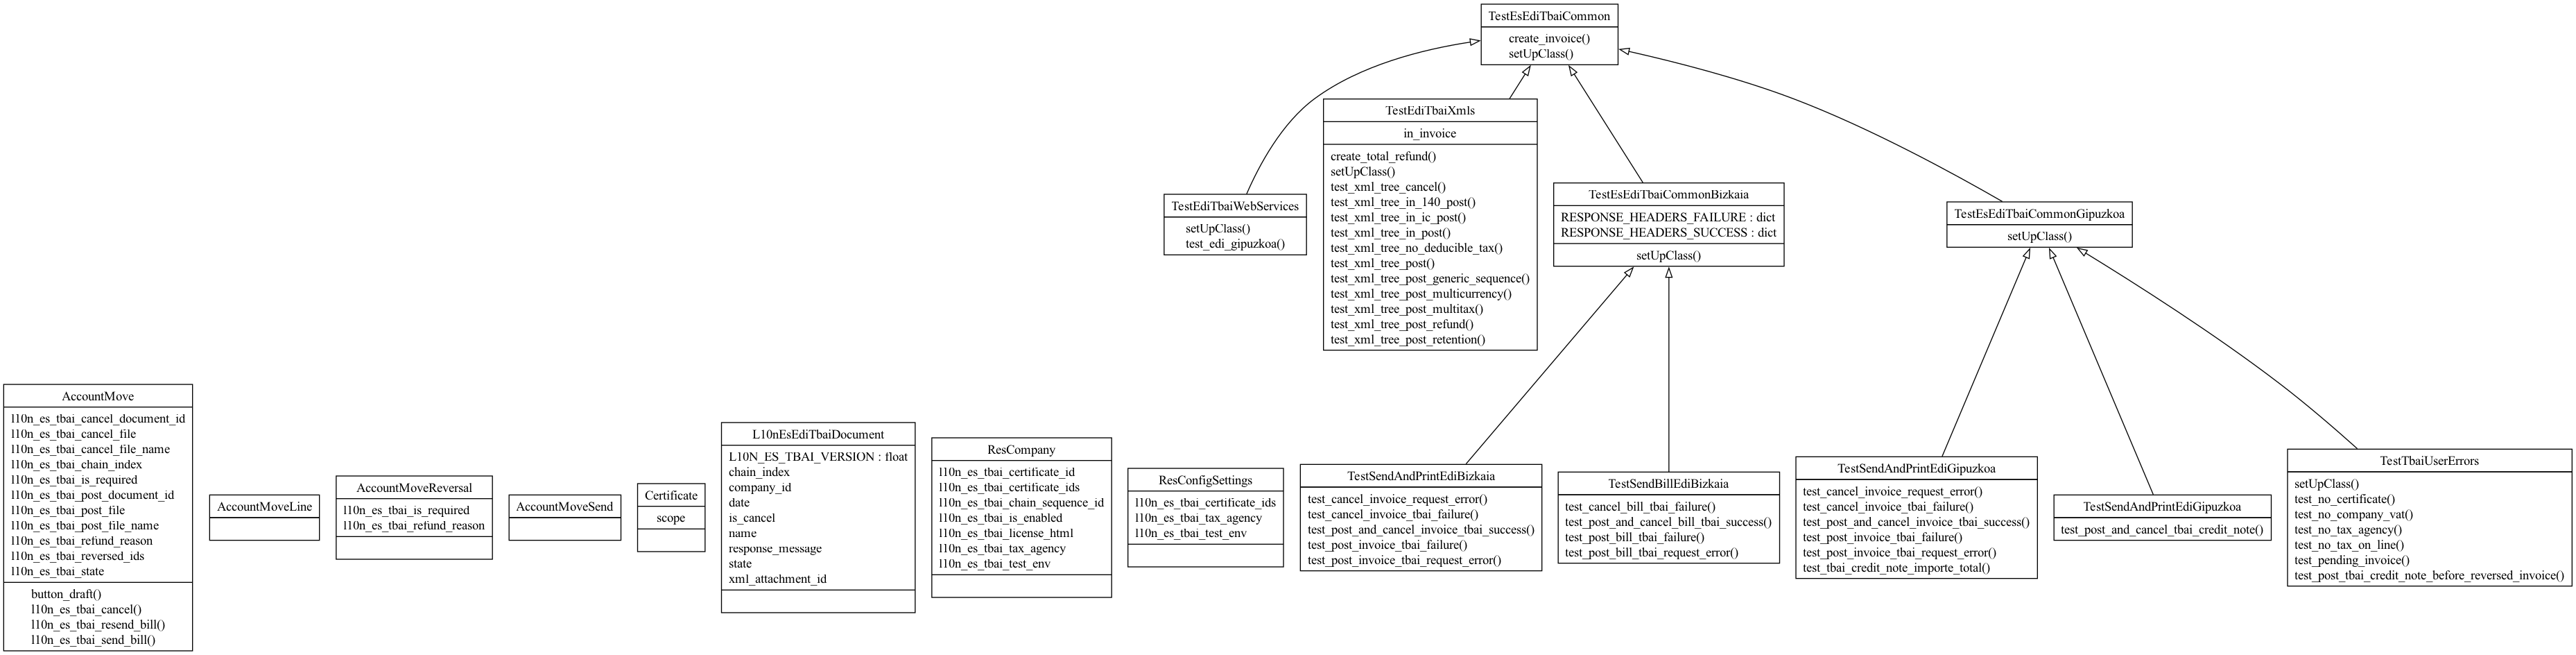 TestEsEdiTbaiCommon
create_invoice()
setUpClass()
TestEdiTbaiWebServices
setUpClass()
test_edi_gipuzkoa()
TestEdiTbaiXmls
in_invoice
create_total_refund()
setUpClass()
test_xml_tree_cancel()
test_xml_tree_in_140_post()
test_xml_tree_in_ic_post()
test_xml_tree_in_post()
test_xml_tree_no_deducible_tax()
test_xml_tree_post()
test_xml_tree_post_generic_sequence()
test_xml_tree_post_multicurrency()
test_xml_tree_post_multitax()
test_xml_tree_post_refund()
test_xml_tree_post_retention()
TestEsEdiTbaiCommonBizkaia
RESPONSE_HEADERS_FAILURE : dict
RESPONSE_HEADERS_SUCCESS : dict
setUpClass()
TestEsEdiTbaiCommonGipuzkoa
setUpClass()
AccountMove
l10n_es_tbai_cancel_document_id
l10n_es_tbai_cancel_file
l10n_es_tbai_cancel_file_name
l10n_es_tbai_chain_index
l10n_es_tbai_is_required
l10n_es_tbai_post_document_id
l10n_es_tbai_post_file
l10n_es_tbai_post_file_name
l10n_es_tbai_refund_reason
l10n_es_tbai_reversed_ids
l10n_es_tbai_state
button_draft()
l10n_es_tbai_cancel()
l10n_es_tbai_resend_bill()
l10n_es_tbai_send_bill()
AccountMoveLine
AccountMoveReversal
l10n_es_tbai_is_required
l10n_es_tbai_refund_reason
AccountMoveSend
Certificate
scope
L10nEsEdiTbaiDocument
L10N_ES_TBAI_VERSION : float
chain_index
company_id
date
is_cancel
name
response_message
state
xml_attachment_id
ResCompany
l10n_es_tbai_certificate_id
l10n_es_tbai_certificate_ids
l10n_es_tbai_chain_sequence_id
l10n_es_tbai_is_enabled
l10n_es_tbai_license_html
l10n_es_tbai_tax_agency
l10n_es_tbai_test_env
ResConfigSettings
l10n_es_tbai_certificate_ids
l10n_es_tbai_tax_agency
l10n_es_tbai_test_env
TestSendAndPrintEdiBizkaia
test_cancel_invoice_request_error()
test_cancel_invoice_tbai_failure()
test_post_and_cancel_invoice_tbai_success()
test_post_invoice_tbai_failure()
test_post_invoice_tbai_request_error()
TestSendBillEdiBizkaia
test_cancel_bill_tbai_failure()
test_post_and_cancel_bill_tbai_success()
test_post_bill_tbai_failure()
test_post_bill_tbai_request_error()
TestSendAndPrintEdiGipuzkoa
test_cancel_invoice_request_error()
test_cancel_invoice_tbai_failure()
test_post_and_cancel_invoice_tbai_success()
test_post_invoice_tbai_failure()
test_post_invoice_tbai_request_error()
test_tbai_credit_note_importe_total()
TestSendAndPrintEdiGipuzkoa
test_post_and_cancel_tbai_credit_note()
TestTbaiUserErrors
setUpClass()
test_no_certificate()
test_no_company_vat()
test_no_tax_agency()
test_no_tax_on_line()
test_pending_invoice()
test_post_tbai_credit_note_before_reversed_invoice()